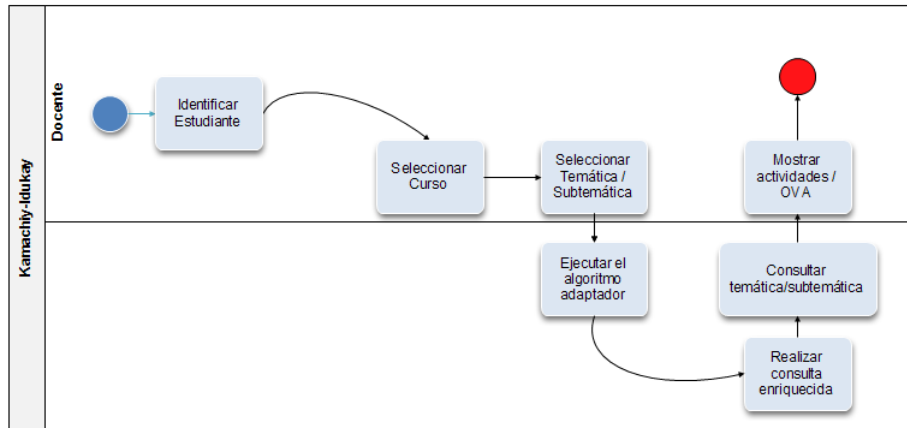 Kamachiy-Idukay
Docente
Identificar
Estudiante
Seleccionar
Curso
Seleccionar
Temática /
Subtemática
Mostrar
actividades /
OVA
Ejecutar el
algoritmo
adaptador
Consultar
temática/subtemática
Realizar
consulta
enriquecida